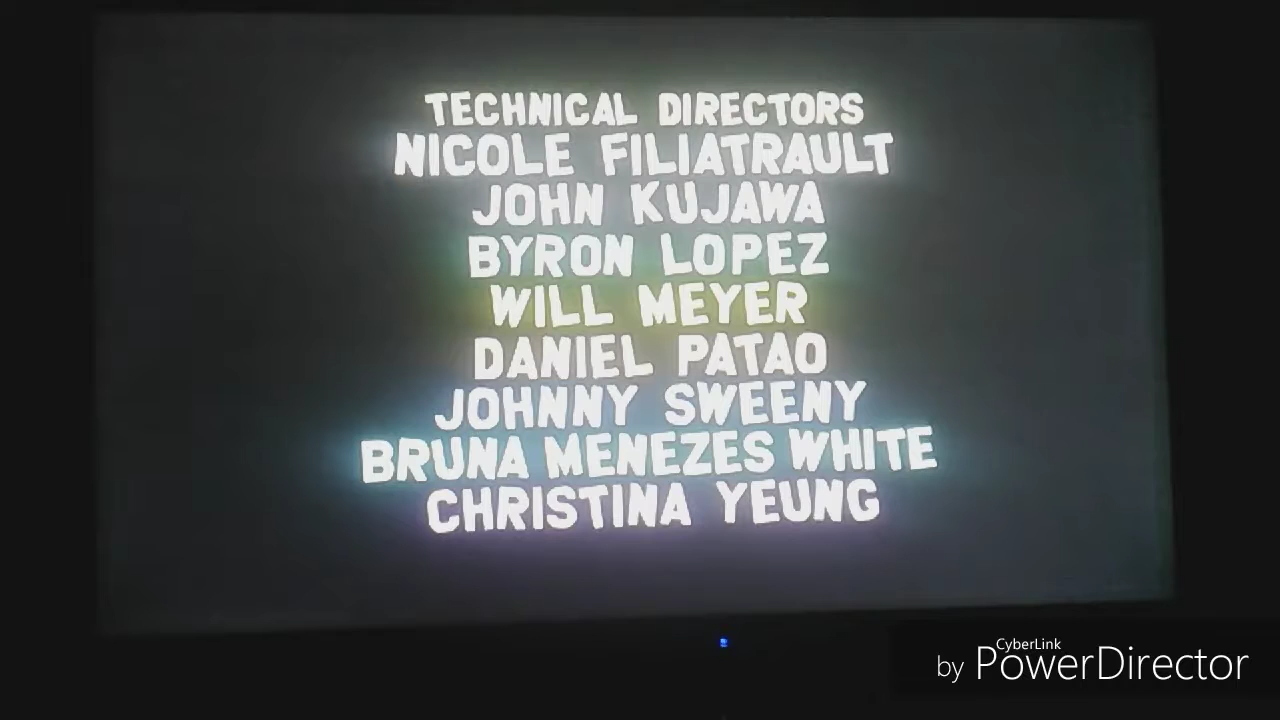 TECHNICAL DIRECTORS
NICOLE FILIATRAULT
JOHN KUJAWA
BYRON LOPEZ
WILL MEYER
DANIEL PATAO
JOHNNY SWEENY
BRUNA MENEZES WHITE
CHRISTINA YEUNG
CyberLink
by PowerDirector